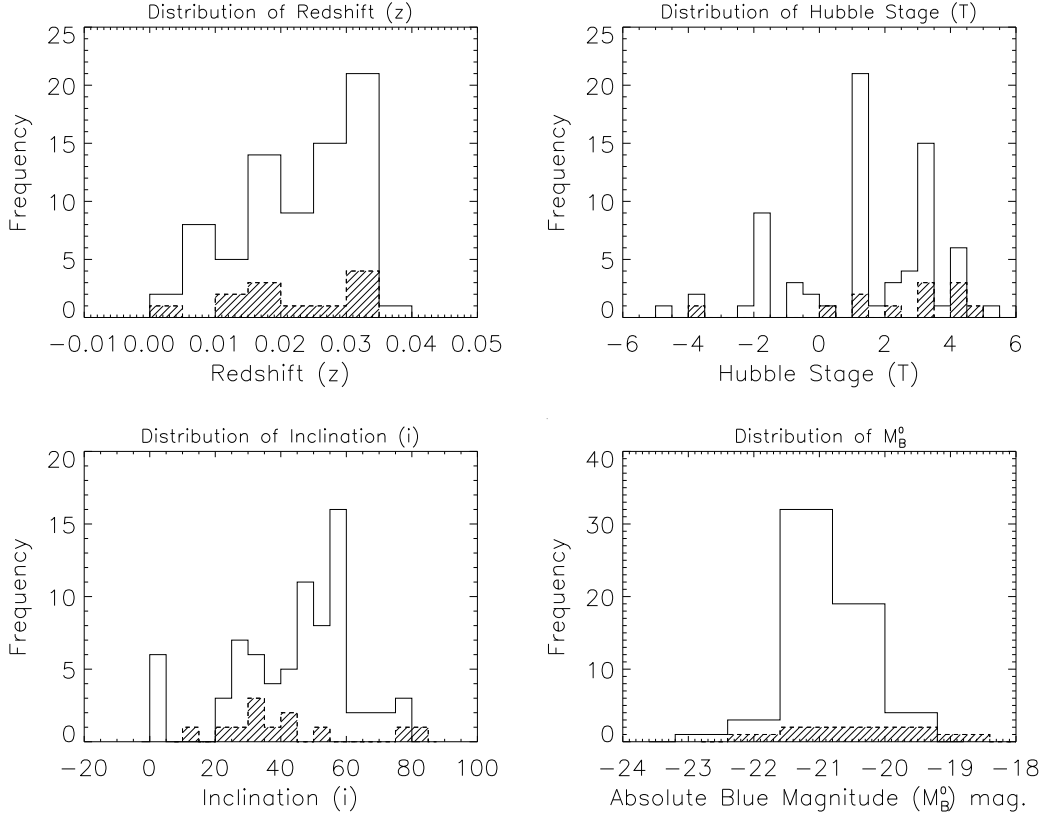 Distribution of Redshift (z)
25
20
15
10
5
0
Frequency
−0.01 0.00 0.01 0.02 0.03 0.04 0.05
Redshift (z)
Distribution of Hubble Stage (T)
25
20
15
10
5
0
Frequency
−6 −4 −2 0 2 4 6
Hubble Stage (T)
Distribution of Inclination (i)
20
15
10
5
0
Frequency
−20 0 20 40 60 80 100
Inclination (i)
Distribution of M⁰_B
40
30
20
10
0
Frequency
−24 −23 −22 −21 −20 −19 −18
Absolute Blue Magnitude (M⁰_B) mag.